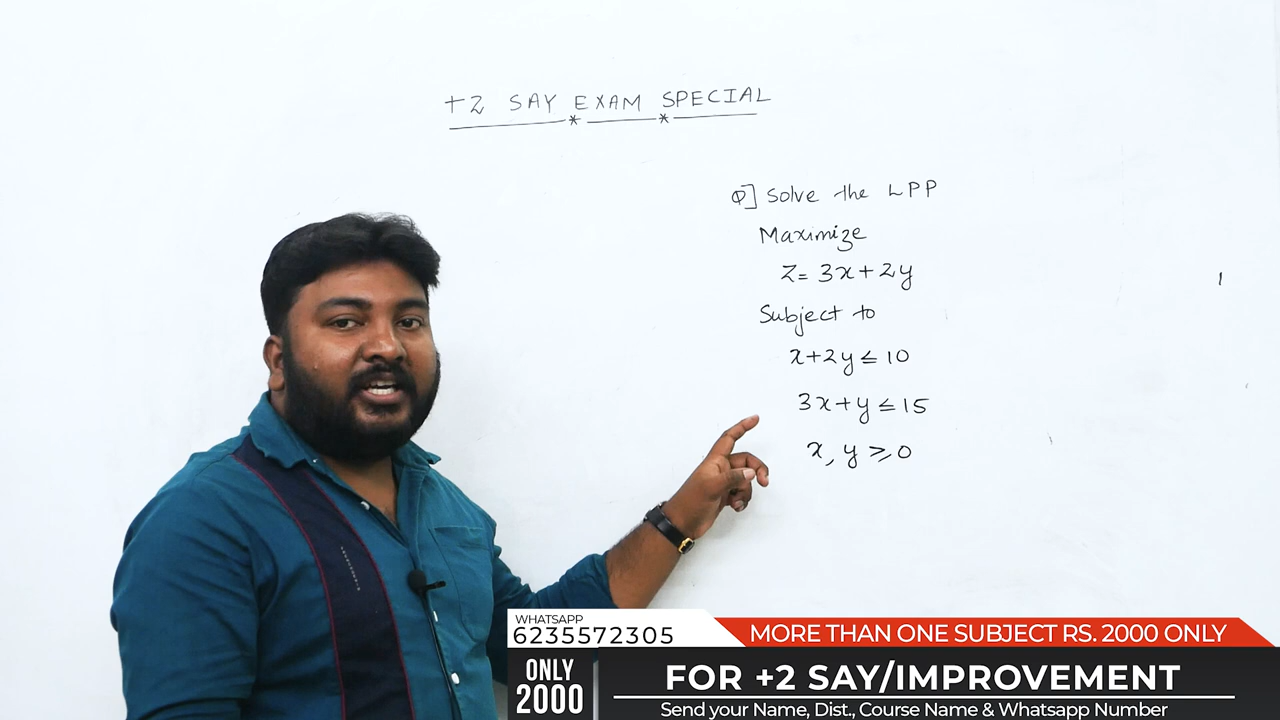 +2 SAY EXAM SPECIAL
Q] Solve the LPP
Maximize
Z = 3x + 2y
Subject to
x + 2y ≤ 10
3x + y ≤ 15
x, y ≥ 0
WHATSAPP
6235572305
MORE THAN ONE SUBJECT RS. 2000 ONLY
ONLY
2000
FOR +2 SAY/IMPROVEMENT
Send your Name, Dist., Course Name & Whatsapp Number